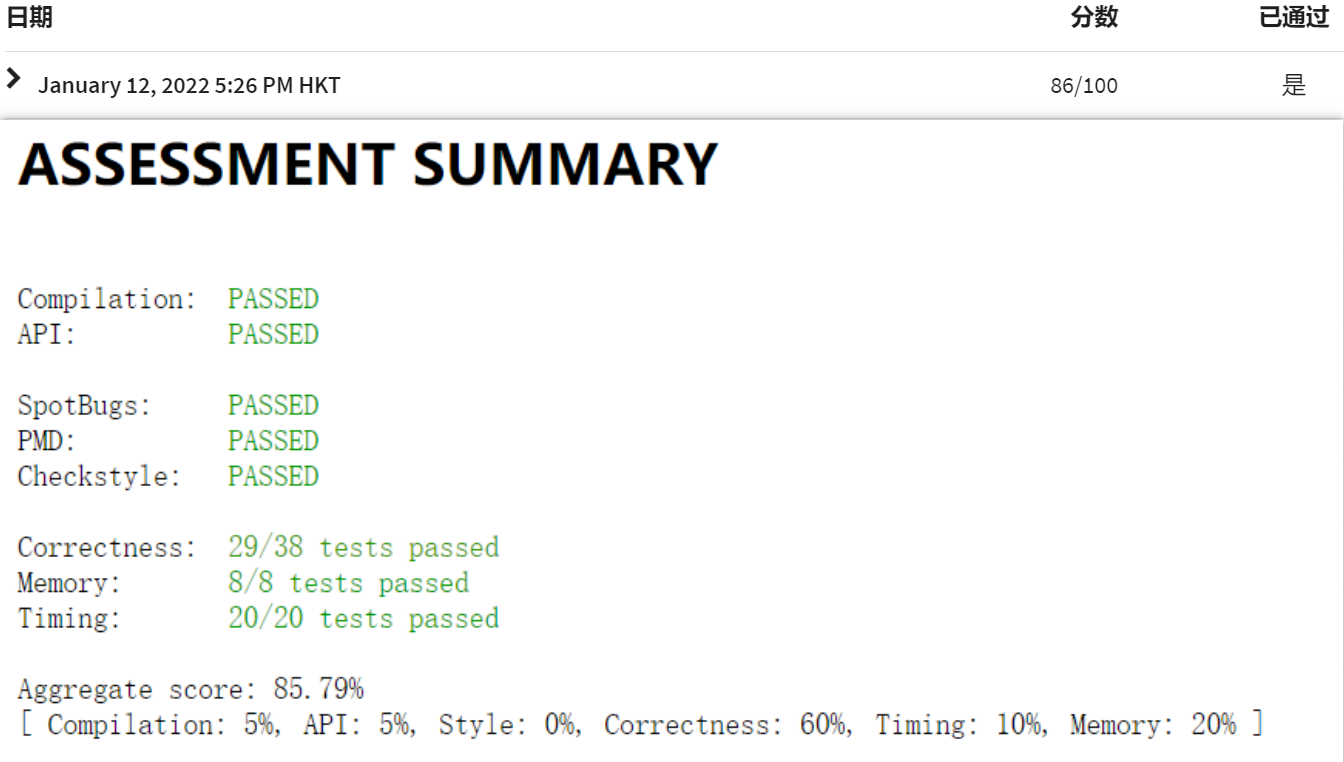 日期 分数 已通过
January 12, 2022 5:26 PM HKT 86/100 是
ASSESSMENT SUMMARY
Compilation: PASSED
API: PASSED
SpotBugs: PASSED
PMD: PASSED
Checkstyle: PASSED
Correctness: 29/38 tests passed
Memory: 8/8 tests passed
Timing: 20/20 tests passed
Aggregate score: 85.79%
[ Compilation: 5%, API: 5%, Style: 0%, Correctness: 60%, Timing: 10%, Memory: 20% ]